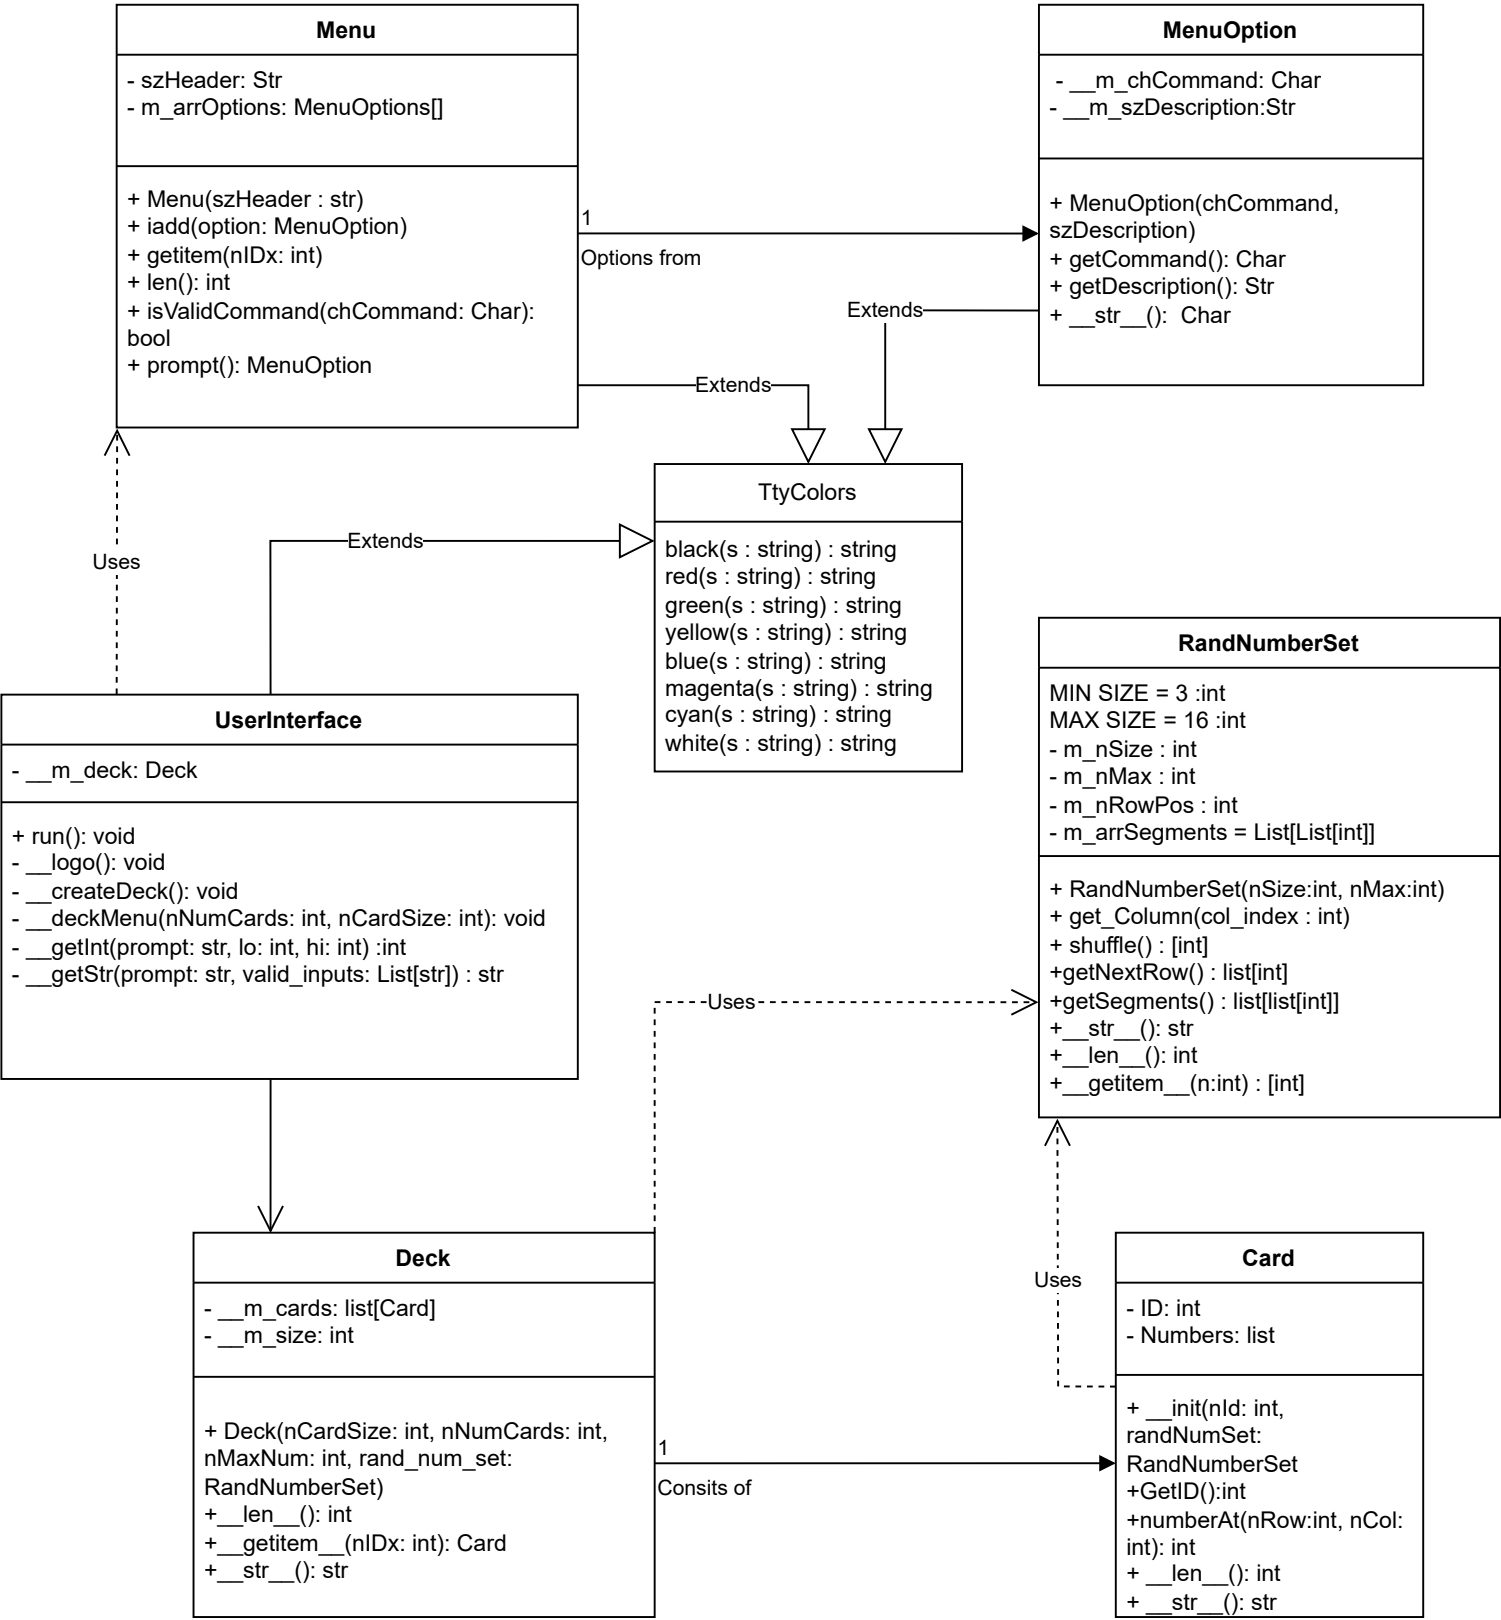 Menu
- szHeader: Str
- m_arrOptions: MenuOptions[]
+ Menu(szHeader : str)
+ iadd(option: MenuOption)
+ getitem(nIDx: int)
+ len(): int
+ isValidCommand(chCommand: Char):
bool
+ prompt(): MenuOption
MenuOption
- __m_chCommand: Char
- __m_szDescription:Str
+ MenuOption(chCommand,
szDescription)
+ getCommand(): Char
+ getDescription(): Str
+ __str__():  Char
1
Options from
Extends
Extends
Uses
Extends
TtyColors
black(s : string) : string
red(s : string) : string
green(s : string) : string
yellow(s : string) : string
blue(s : string) : string
magenta(s : string) : string
cyan(s : string) : string
white(s : string) : string
UserInterface
- __m_deck: Deck
+ run(): void
- __logo(): void
- __createDeck(): void
- __deckMenu(nNumCards: int, nCardSize: int): void
- __getInt(prompt: str, lo: int, hi: int) :int
- __getStr(prompt: str, valid_inputs: List[str]) : str
RandNumberSet
MIN SIZE = 3 :int
MAX SIZE = 16 :int
- m_nSize : int
- m_nMax : int
- m_nRowPos : int
- m_arrSegments = List[List[int]]
+ RandNumberSet(nSize:int, nMax:int)
+ get_Column(col_index : int)
+ shuffle() : [int]
+getNextRow() : list[int]
+getSegments() : list[list[int]]
+__str__(): str
+__len__(): int
+__getitem__(n:int) : [int]
Uses
Uses
Deck
- __m_cards: list[Card]
- __m_size: int
+ Deck(nCardSize: int, nNumCards: int,
nMaxNum: int, rand_num_set:
RandNumberSet)
+__len__(): int
+__getitem__(nIDx: int): Card
+__str__(): str
1
Consits of
Card
- ID: int
- Numbers: list
+ __init(nId: int,
randNumSet:
RandNumberSet
+GetID():int
+numberAt(nRow:int, nCol:
int): int
+ __len__(): int
+ __str__(): str